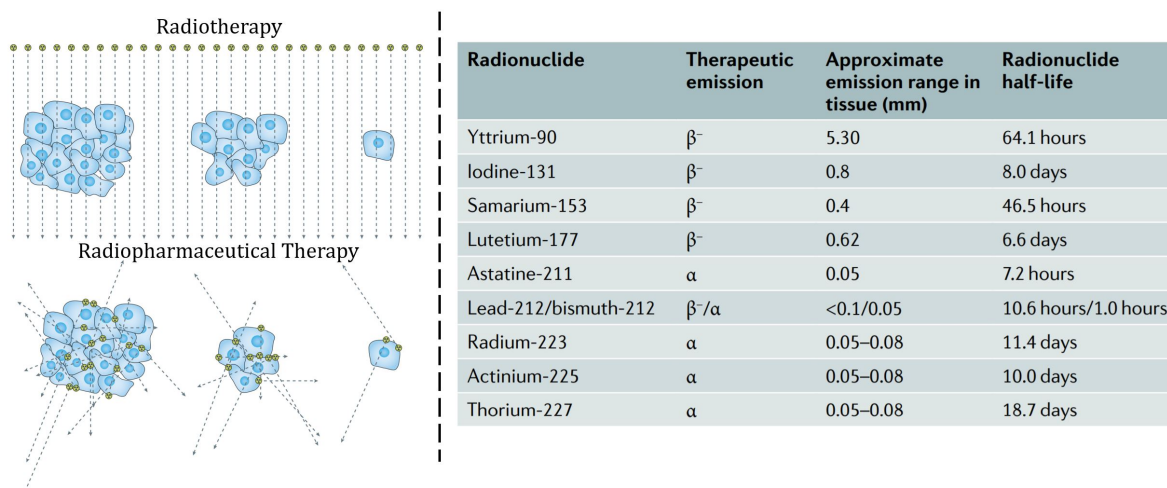 Radiotherapy
Radiopharmaceutical Therapy
Radionuclide Therapeutic emission Approximate emission range in tissue (mm) Radionuclide half-life
Yttrium-90 β⁻ 5.30 64.1 hours
Iodine-131 β⁻ 0.8 8.0 days
Samarium-153 β⁻ 0.4 46.5 hours
Lutetium-177 β⁻ 0.62 6.6 days
Astatine-211 α 0.05 7.2 hours
Lead-212/bismuth-212 β⁻/α <0.1/0.05 10.6 hours/1.0 hours
Radium-223 α 0.05–0.08 11.4 days
Actinium-225 α 0.05–0.08 10.0 days
Thorium-227 α 0.05–0.08 18.7 days